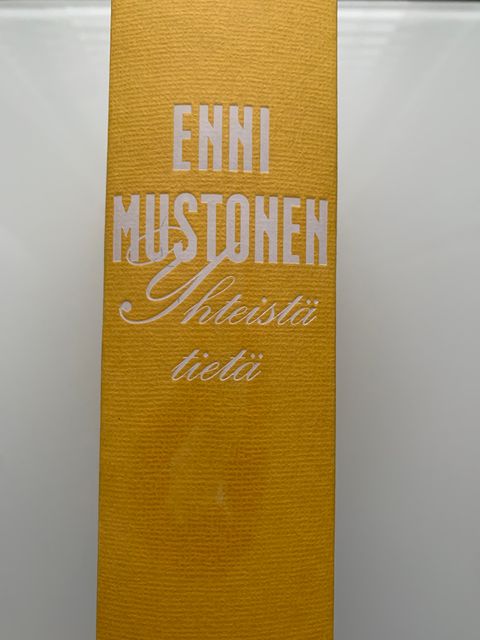 ENNI
MUSTONEN
Yhteistä
tietä